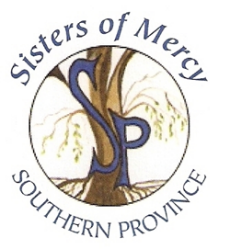 Sisters of Mercy
SP
SOUTHERN PROVINCE